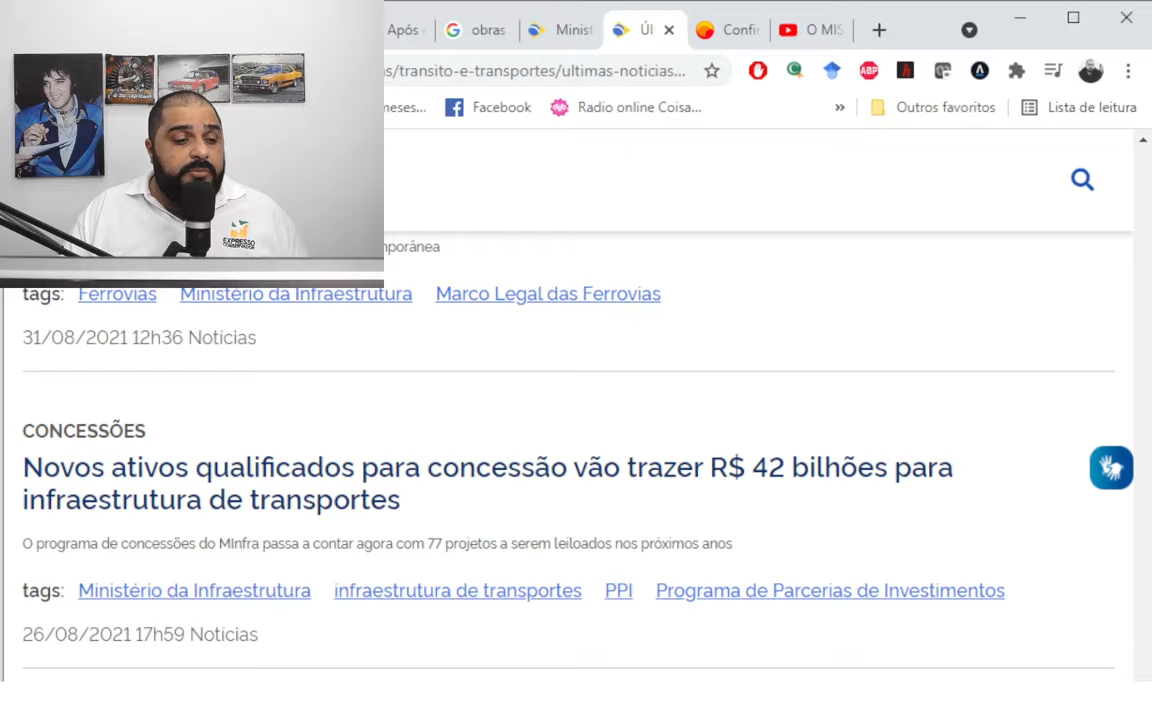 Após
obras
Minist
Úl
Confi
O MIS
s/transito-e-transportes/ultimas-noticias...
ABP
neses...
Facebook
Radio online Coisa...
»
Outros favoritos
Lista de leitura
EXPRESSO
CONSERVADOR
mporânea
tags: Ferrovias Ministério da Infraestrutura Marco Legal das Ferrovias
31/08/2021 12h36 Notícias
CONCESSÕES
Novos ativos qualificados para concessão vão trazer R$ 42 bilhões para
infraestrutura de transportes
O programa de concessões do MInfra passa a contar agora com 77 projetos a serem leiloados nos próximos anos
tags: Ministério da Infraestrutura infraestrutura de transportes PPI Programa de Parcerias de Investimentos
26/08/2021 17h59 Notícias